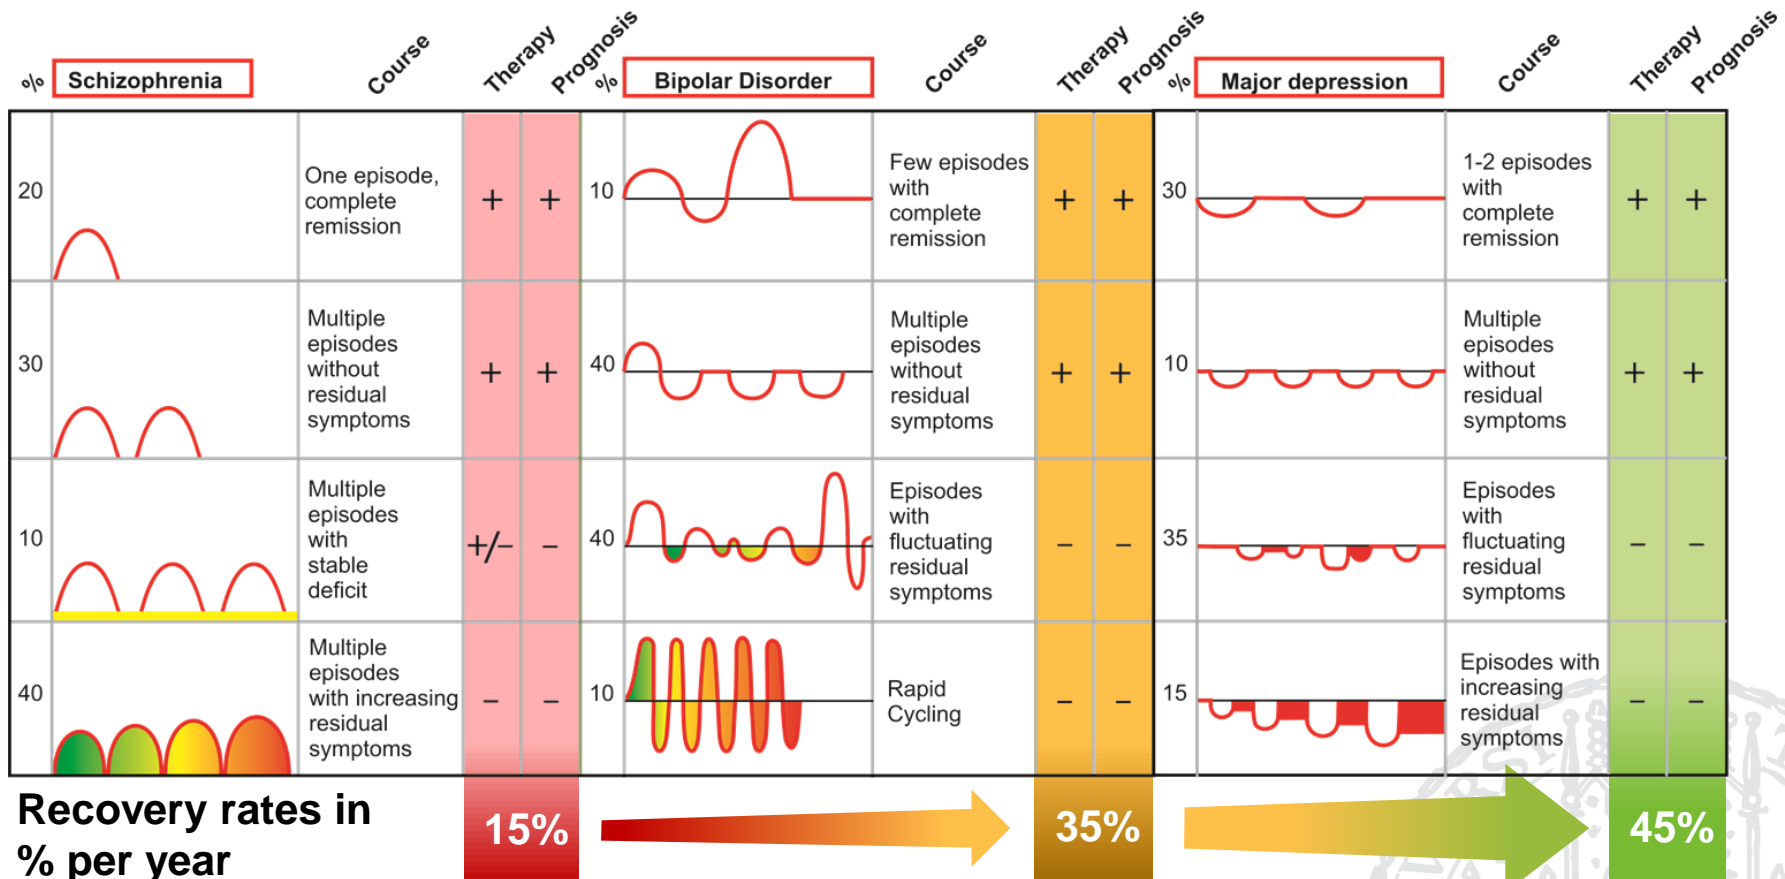 % Schizophrenia Course Therapy Prognosis % Bipolar Disorder Course Therapy Prognosis % Major depression Course Therapy Prognosis
20
One episode,
complete
remission
+ +
10
Few episodes
with
complete
remission
+ +
30
1-2 episodes
with
complete
remission
+ +
30
Multiple
episodes
without
residual
symptoms
+ +
40
Multiple
episodes
without
residual
symptoms
+ +
10
Multiple
episodes
without
residual
symptoms
+ +
10
Multiple
episodes
with
stable
deficit
+/− −
40
Episodes
with
fluctuating
residual
symptoms
− −
35
Episodes
with
fluctuating
residual
symptoms
− −
40
Multiple
episodes
with increasing
residual
symptoms
− −
10
Rapid
Cycling
− −
15
Episodes with
increasing
residual
symptoms
− −
Recovery rates in
% per year
15% 35% 45%